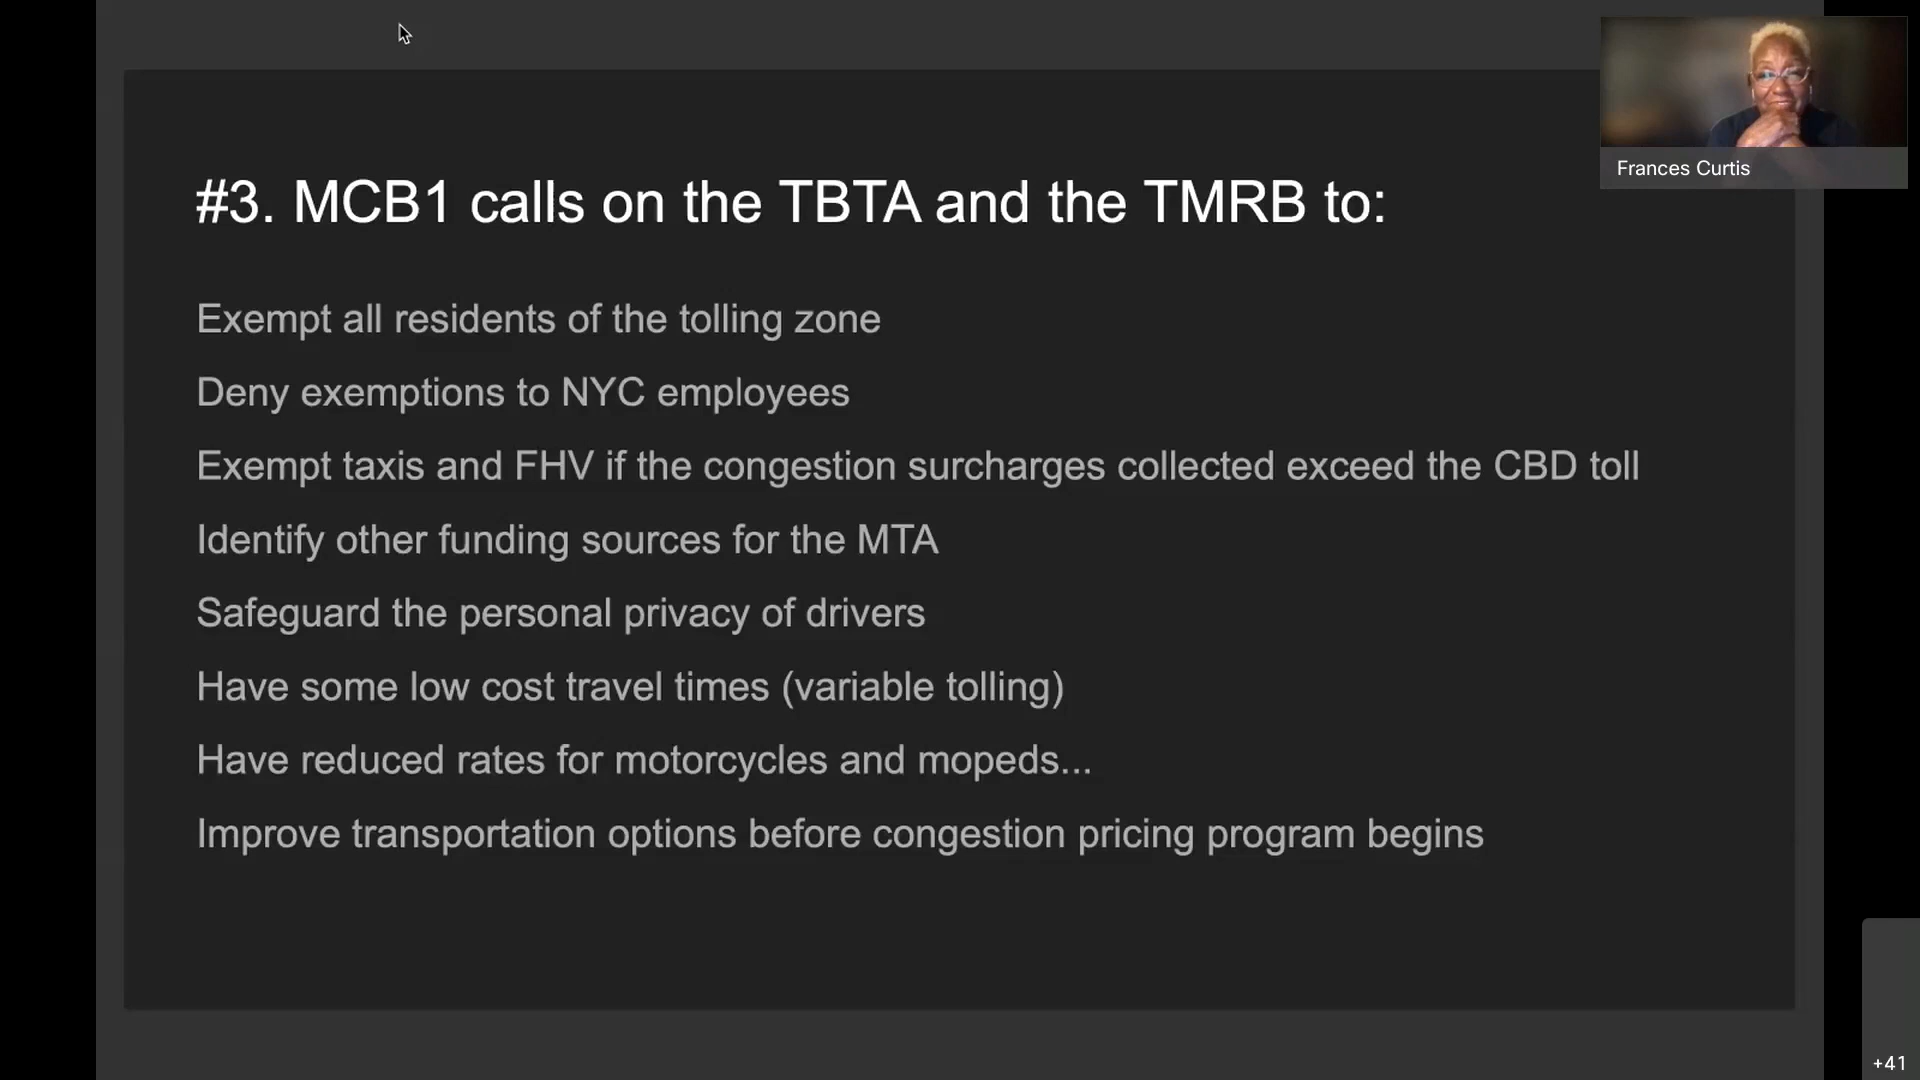 #3. MCB1 calls on the TBTA and the TMRB to:
Exempt all residents of the tolling zone
Deny exemptions to NYC employees
Exempt taxis and FHV if the congestion surcharges collected exceed the CBD toll
Identify other funding sources for the MTA
Safeguard the personal privacy of drivers
Have some low cost travel times (variable tolling)
Have reduced rates for motorcycles and mopeds...
Improve transportation options before congestion pricing program begins
Frances Curtis
+41